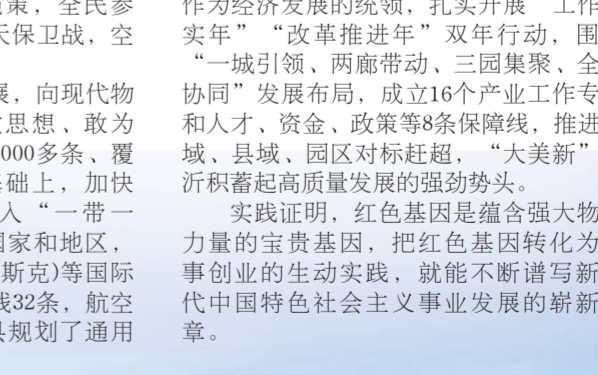 施策，全民参
天保卫战，空
展，向现代物
思想、敢为
000多条、覆
基础上，加快
入“一带一
国家和地区，
斯克)等国际
线32条，航空
县规划了通用
作为经济发展的统领，扎实开展“工作
实年”“改革推进年”双年行动，围
“一城引领、两廊带动、三园集聚、全
协同”发展布局，成立16个产业工作专
和人才、资金、政策等8条保障线，推进
域、县域、园区对标赶超，“大美新”
沂积蓄起高质量发展的强劲势头。
实践证明，红色基因是蕴含强大物
力量的宝贵基因，把红色基因转化为
事创业的生动实践，就能不断谱写新
代中国特色社会主义事业发展的崭新
章。